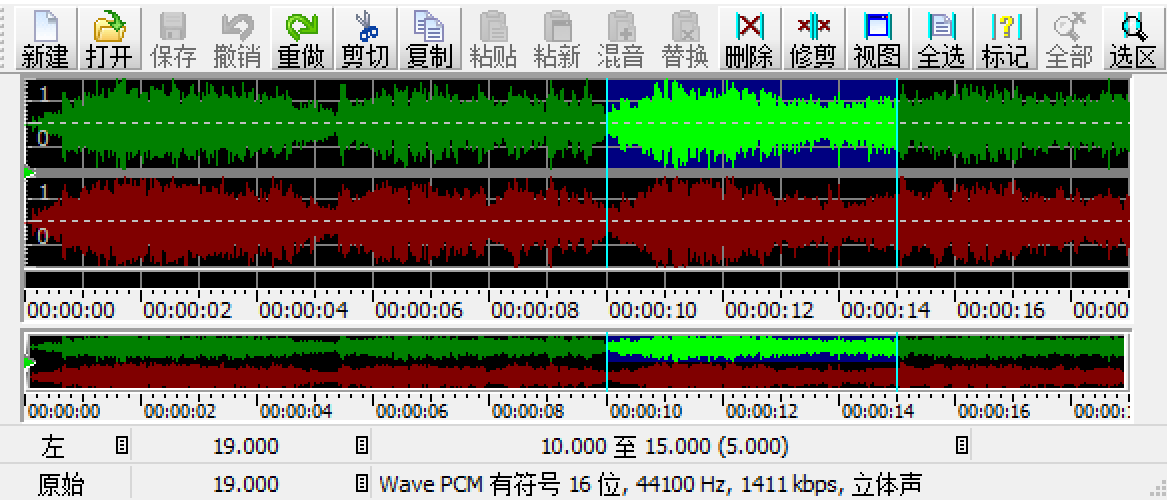 新建 打开 保存 撤销 重做 剪切 复制 粘贴 粘新 混音 替换 删除 修剪 视图 全选 标记 全部 选区
1
0
1
0
00:00:00 00:00:02 00:00:04 00:00:06 00:00:08 00:00:10 00:00:12 00:00:14 00:00:16 00:00
00:00:00 00:00:02 00:00:04 00:00:06 00:00:08 00:00:10 00:00:12 00:00:14 00:00:16 00:00:
左 19.000 10.000 至 15.000 (5.000)
原始 19.000 Wave PCM 有符号 16 位, 44100 Hz, 1411 kbps, 立体声